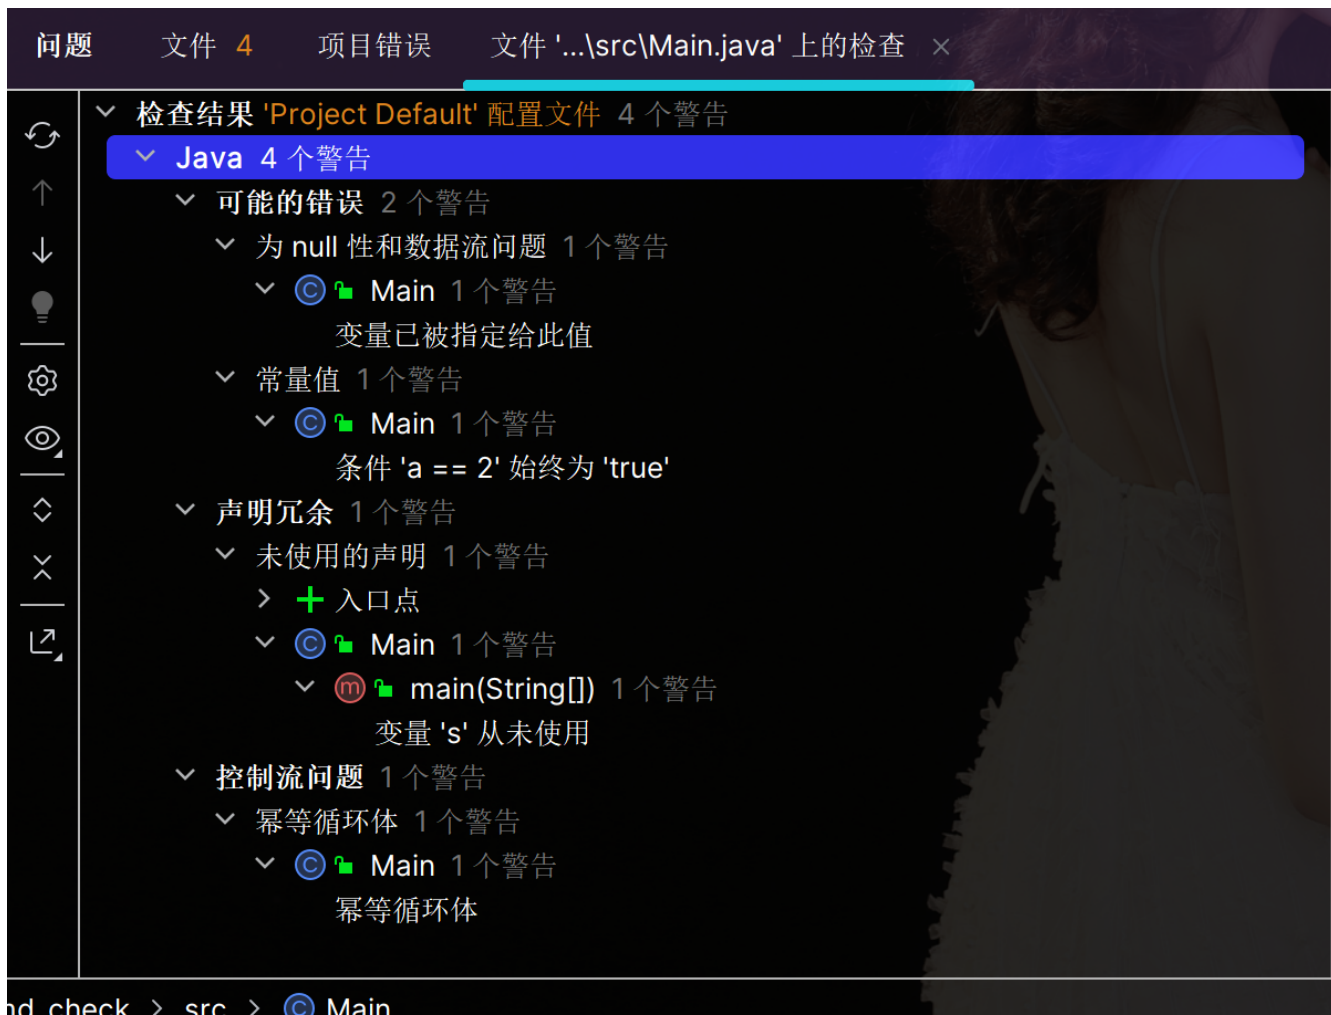 问题 文件 4 项目错误 文件 '...\src\Main.java' 上的检查
检查结果 'Project Default' 配置文件 4 个警告
Java 4 个警告
可能的错误 2 个警告
为 null 性和数据流问题 1 个警告
Main 1 个警告
变量已被指定给此值
常量值 1 个警告
Main 1 个警告
条件 'a == 2' 始终为 'true'
声明冗余 1 个警告
未使用的声明 1 个警告
入口点
Main 1 个警告
main(String[]) 1 个警告
变量 's' 从未使用
控制流问题 1 个警告
幂等循环体 1 个警告
Main 1 个警告
幂等循环体
check > src > Main